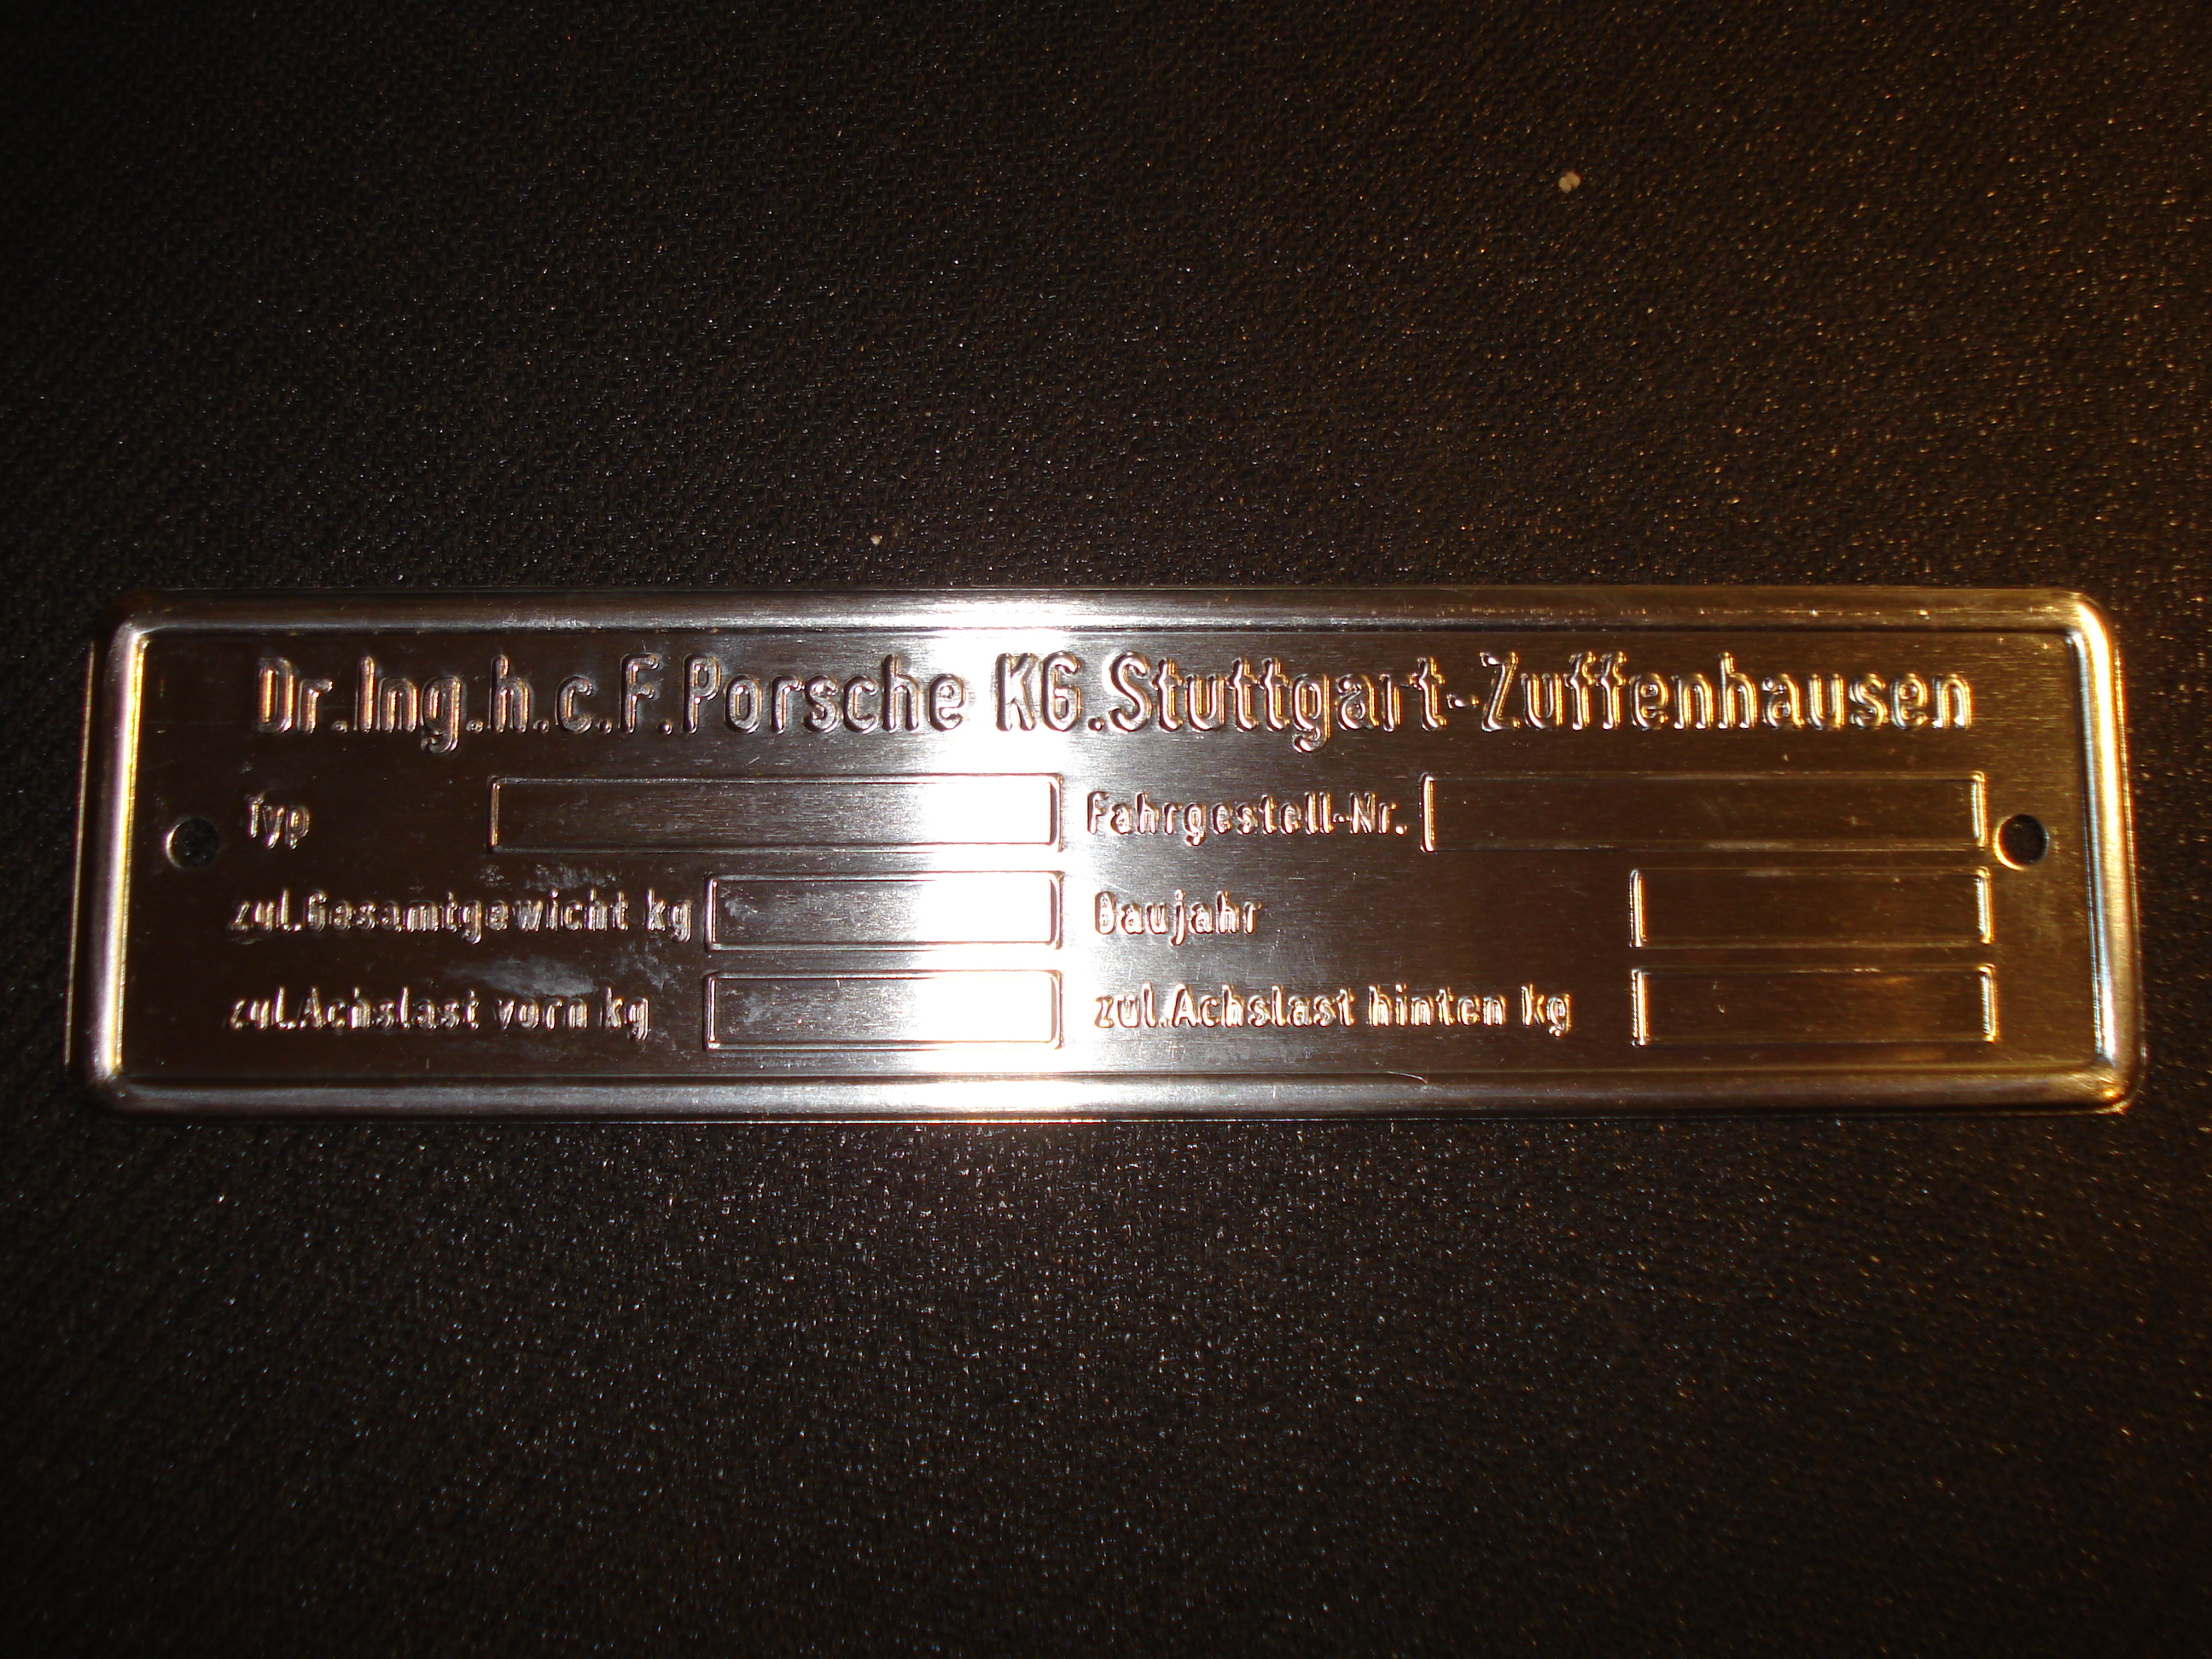 Dr.Ing.h.c.F.Porsche KG.Stuttgart-Zuffenhausen
Typ Fahrgestell-Nr.
zul.Gesamtgewicht kg Baujahr
zul.Achslast vorn kg zul.Achslast hinten kg